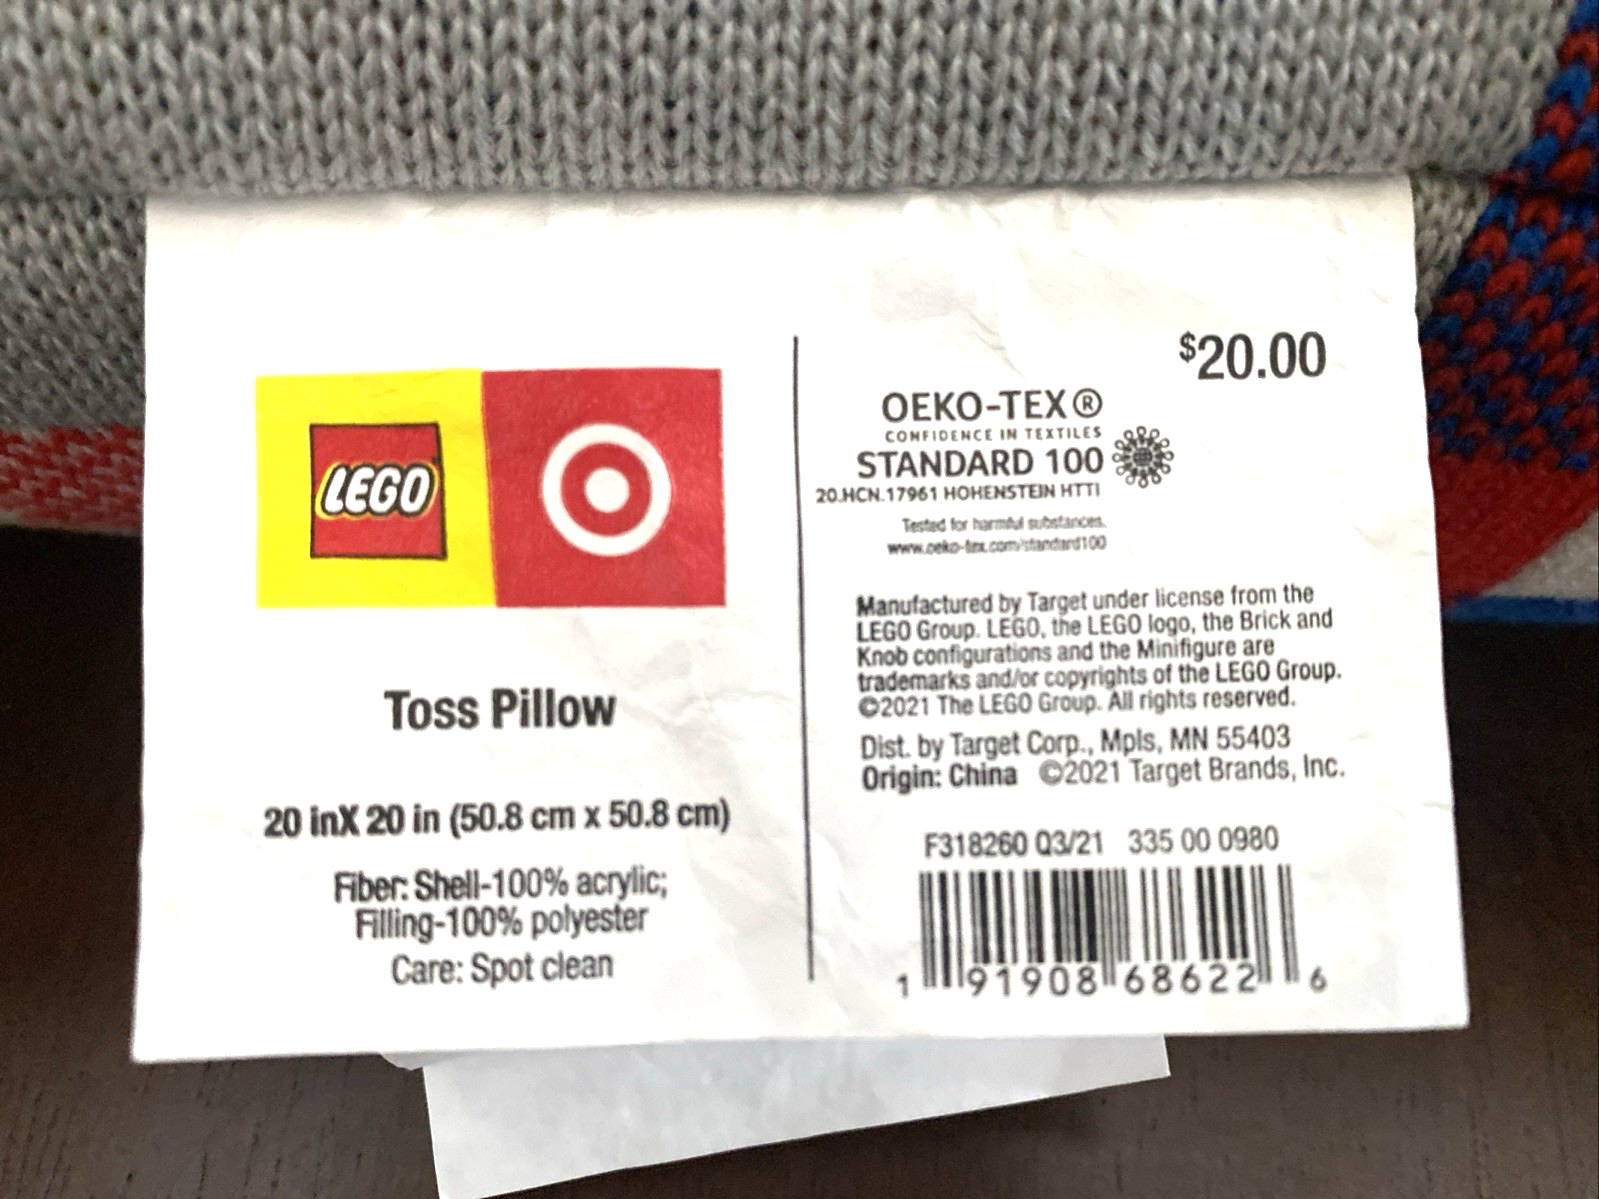 LEGO
Toss Pillow
20 inX 20 in (50.8 cm x 50.8 cm)
Fiber: Shell-100% acrylic;
Filling-100% polyester
Care: Spot clean
$20.00
OEKO-TEX®
CONFIDENCE IN TEXTILES
STANDARD 100
20.HCN.17961 HOHENSTEIN HTTI
Tested for harmful substances.
www.oeko-tex.com/standard100
Manufactured by Target under license from the
LEGO Group. LEGO, the LEGO logo, the Brick and
Knob configurations and the Minifigure are
trademarks and/or copyrights of the LEGO Group.
©2021 The LEGO Group. All rights reserved.
Dist. by Target Corp., Mpls, MN 55403
Origin: China ©2021 Target Brands, Inc.
F318260 Q3/21 335 00 0980
1 91908 68622 6